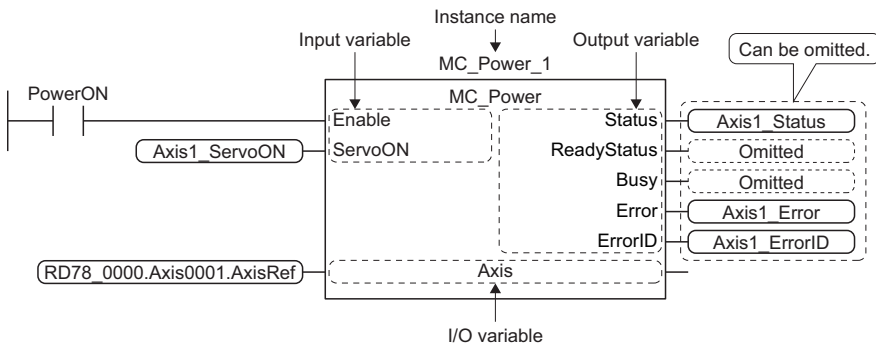 Instance name
Input variable
Output variable
Can be omitted.
MC_Power_1
PowerON
MC_Power
Enable
Status
Axis1_Status
Axis1_ServoON
ServoON
ReadyStatus
Omitted
Busy
Omitted
Error
Axis1_Error
ErrorID
Axis1_ErrorID
RD78_0000.Axis0001.AxisRef
Axis
I/O variable